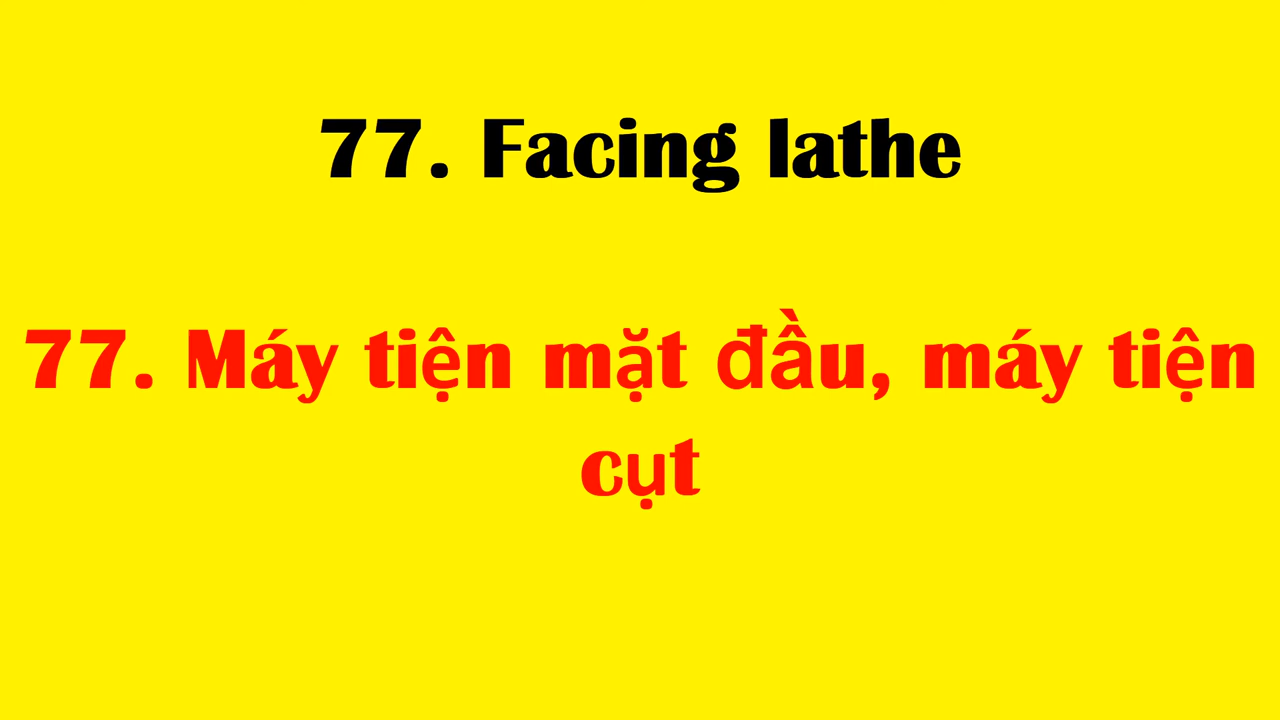 77. Facing lathe
77. Máy tiện mặt đầu, máy tiện
cụt